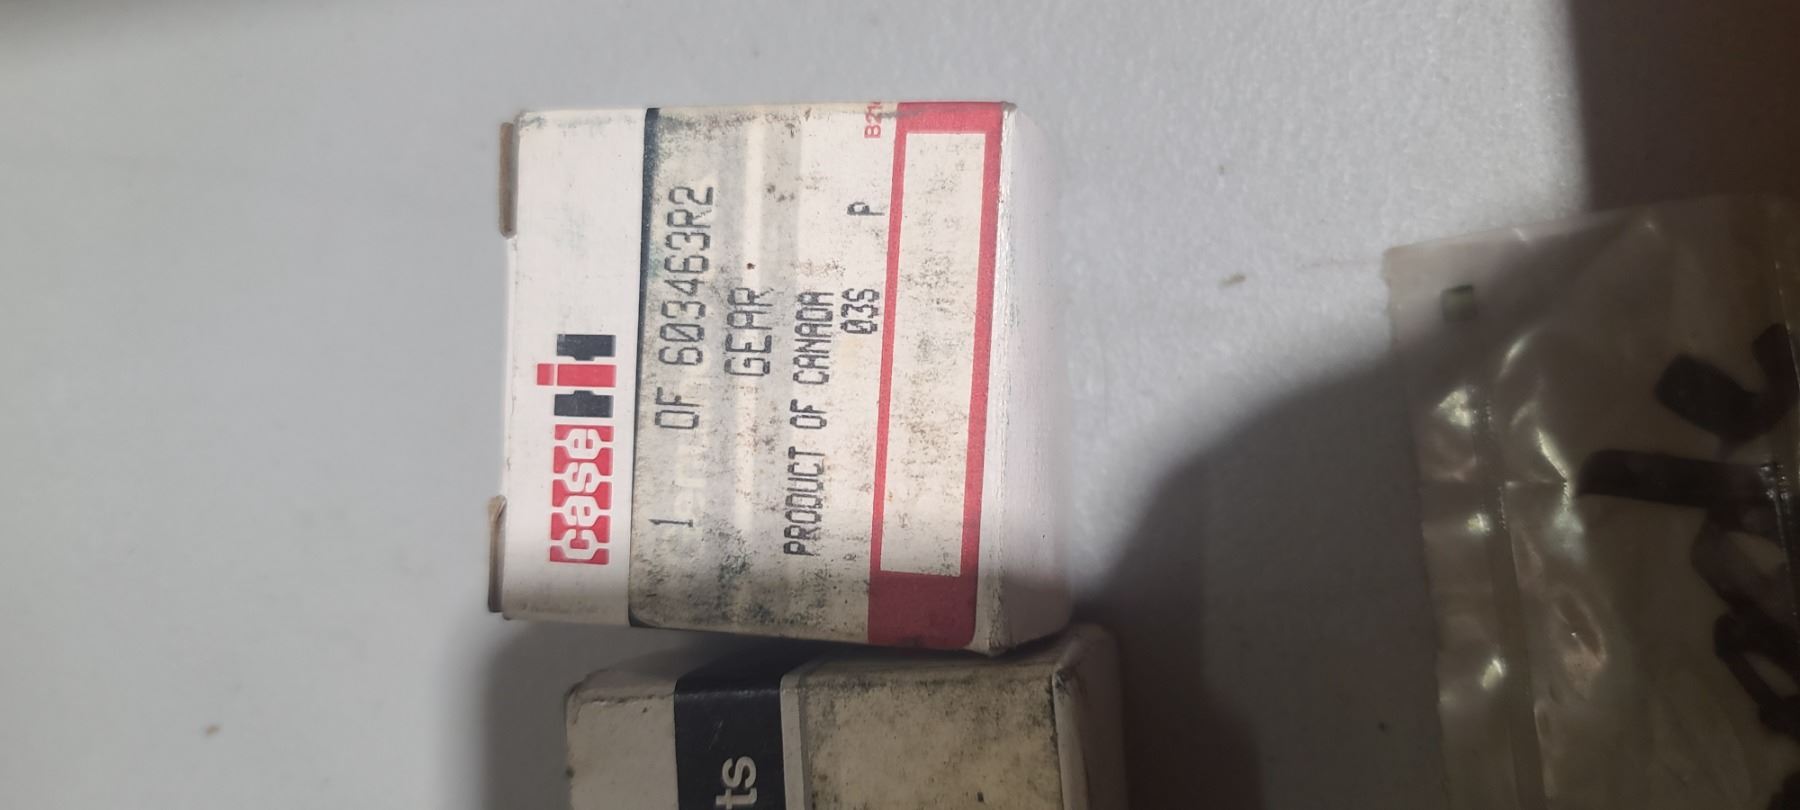 case IH
1 OF 603463R2
GEAR
PRODUCT OF CANADA
03S P
ts